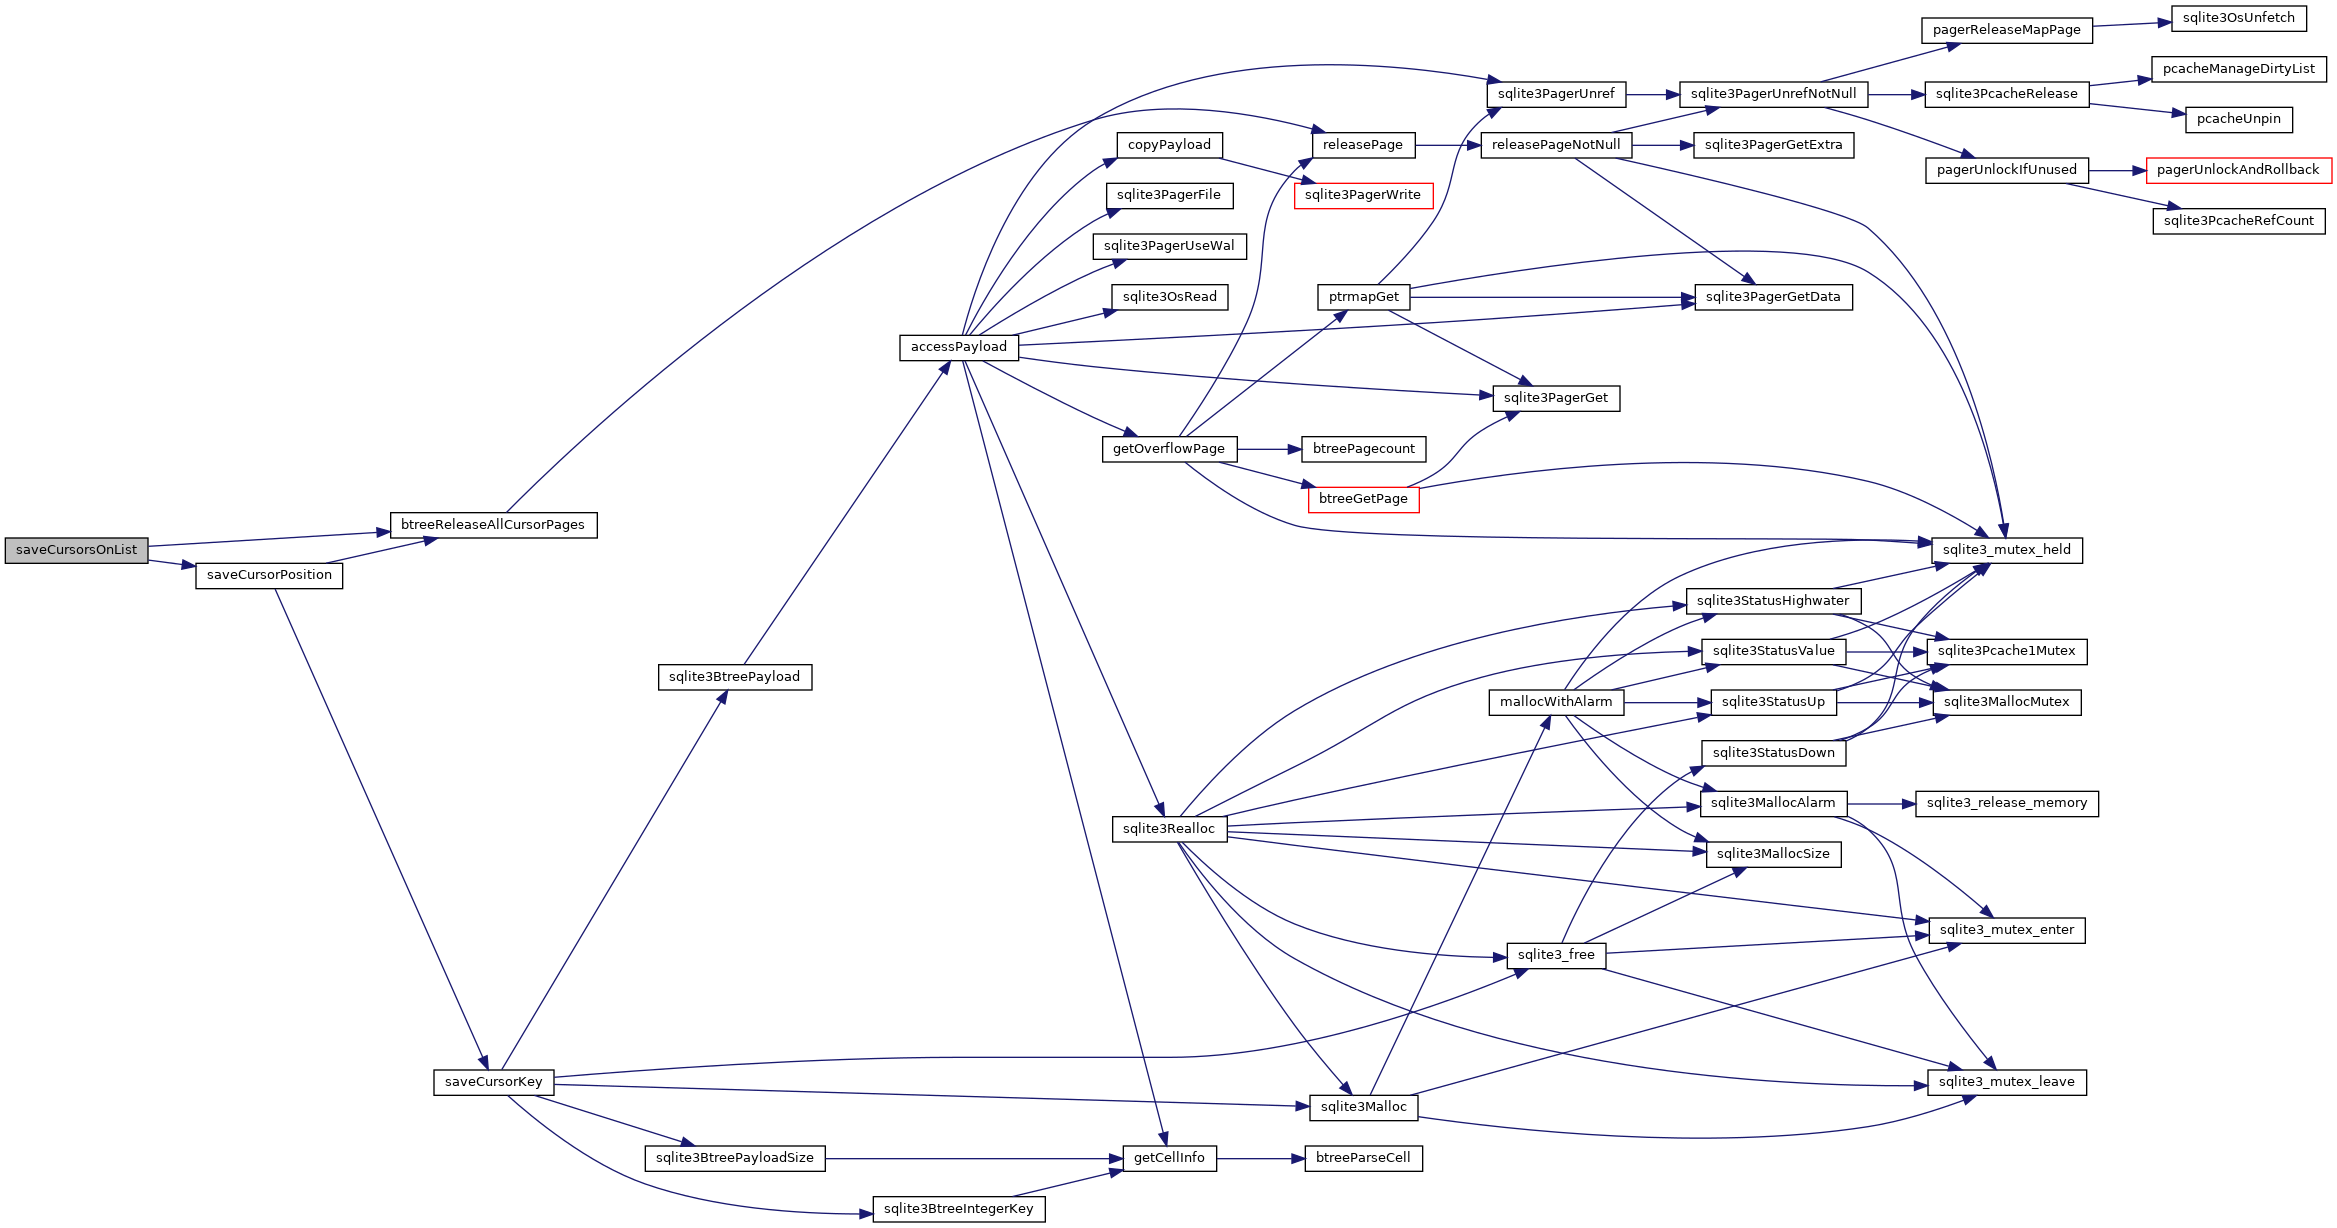 saveCursorsOnList
btreeReleaseAllCursorPages
saveCursorPosition
saveCursorKey
sqlite3BtreePayload
sqlite3BtreePayloadSize
sqlite3BtreeIntegerKey
accessPayload
copyPayload
sqlite3PagerFile
sqlite3PagerUseWal
sqlite3OsRead
getOverflowPage
sqlite3Realloc
getCellInfo
releasePage
sqlite3PagerWrite
ptrmapGet
btreePagecount
btreeGetPage
sqlite3Malloc
btreeParseCell
sqlite3PagerUnref
releasePageNotNull
sqlite3PagerGet
mallocWithAlarm
sqlite3_free
sqlite3PagerUnrefNotNull
sqlite3PagerGetExtra
sqlite3PagerGetData
sqlite3StatusHighwater
sqlite3StatusValue
sqlite3StatusUp
sqlite3StatusDown
sqlite3MallocAlarm
sqlite3MallocSize
pagerReleaseMapPage
sqlite3PcacheRelease
pagerUnlockIfUnused
sqlite3_mutex_held
sqlite3Pcache1Mutex
sqlite3MallocMutex
sqlite3_release_memory
sqlite3_mutex_enter
sqlite3_mutex_leave
sqlite3OsUnfetch
pcacheManageDirtyList
pcacheUnpin
pagerUnlockAndRollback
sqlite3PcacheRefCount